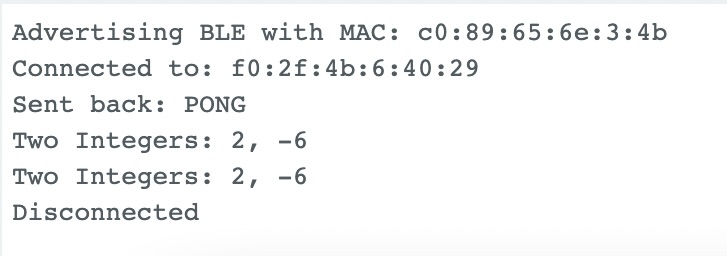 Advertising BLE with MAC: c0:89:65:6e:3:4b
Connected to: f0:2f:4b:6:40:29
Sent back: PONG
Two Integers: 2, -6
Two Integers: 2, -6
Disconnected